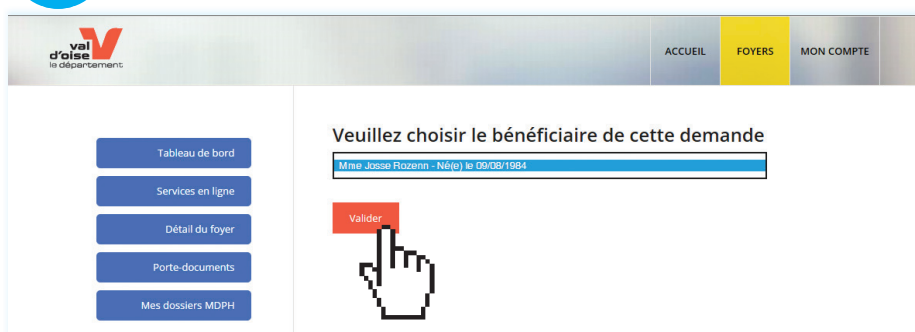 val
d'oise
le département
ACCUEIL FOYERS MON COMPTE
Veuillez choisir le bénéficiaire de cette demande
Tableau de bord
Mme Josse Rozenn - Né(e) le 09/08/1984
Services en ligne
Valider
Détail du foyer
Porte-documents
Mes dossiers MDPH